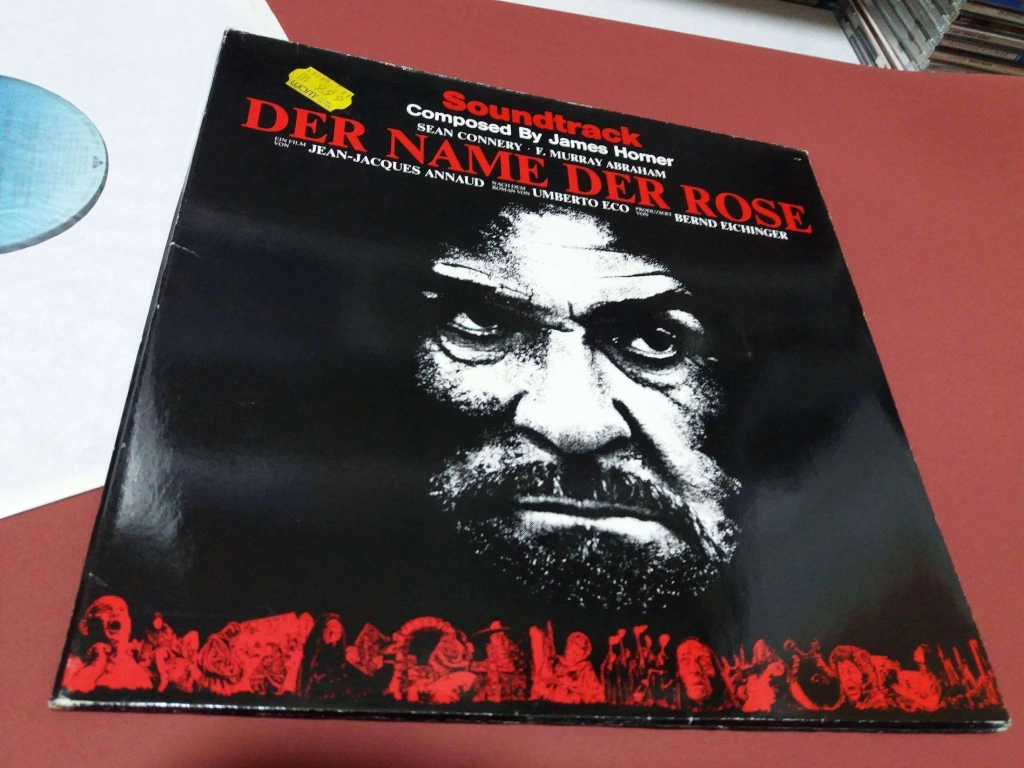 wom
Soundtrack
Composed By James Horner
SEAN CONNERY · F. MURRAY ABRAHAM
DER NAME DER ROSE
EIN FILM VON JEAN-JACQUES ANNAUD NACH DEM ROMAN VON UMBERTO ECO PRODUZIERT VON BERND EICHINGER